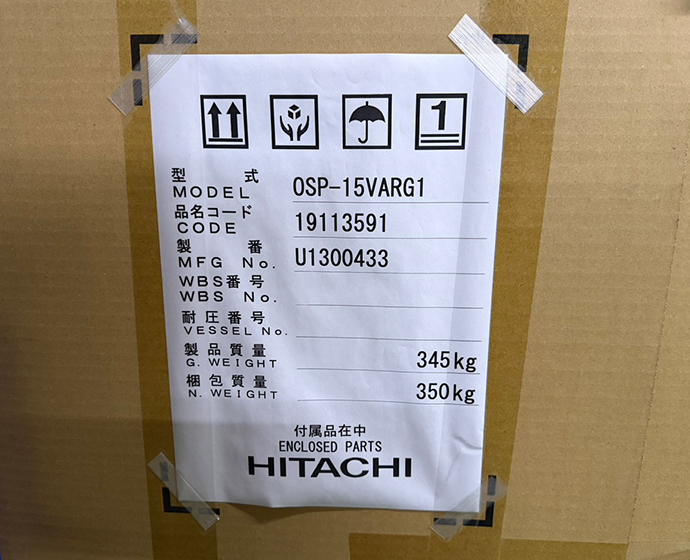 1
型 式 OSP-15VARG1
MODEL
品名コード 19113591
CODE
製 番 U1300433
MFG No.
WBS番号
WBS No.
耐圧番号
VESSEL No.
製品質量 345kg
G. WEIGHT
梱包質量 350kg
N. WEIGHT
付属品在中
ENCLOSED PARTS
HITACHI